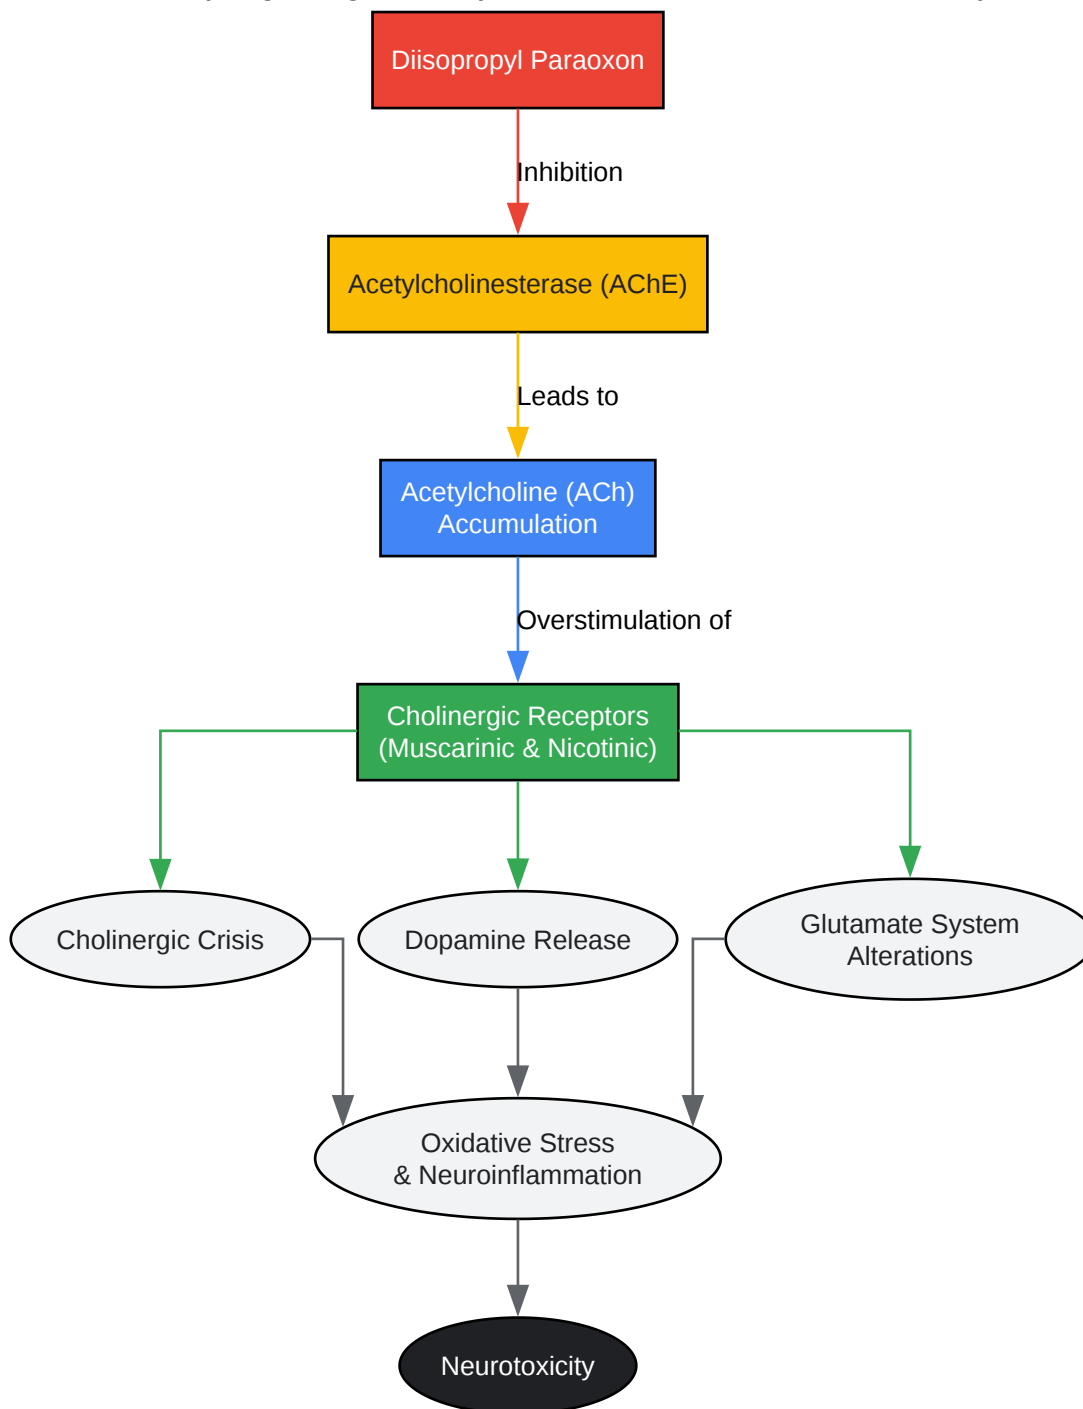 Diisopropyl Paraoxon
Inhibition
Acetylcholinesterase (AChE)
Leads to
Acetylcholine (ACh)
Accumulation
Overstimulation of
Cholinergic Receptors
(Muscarinic & Nicotinic)
Cholinergic Crisis
Dopamine Release
Glutamate System
Alterations
Oxidative Stress
& Neuroinflammation
Neurotoxicity